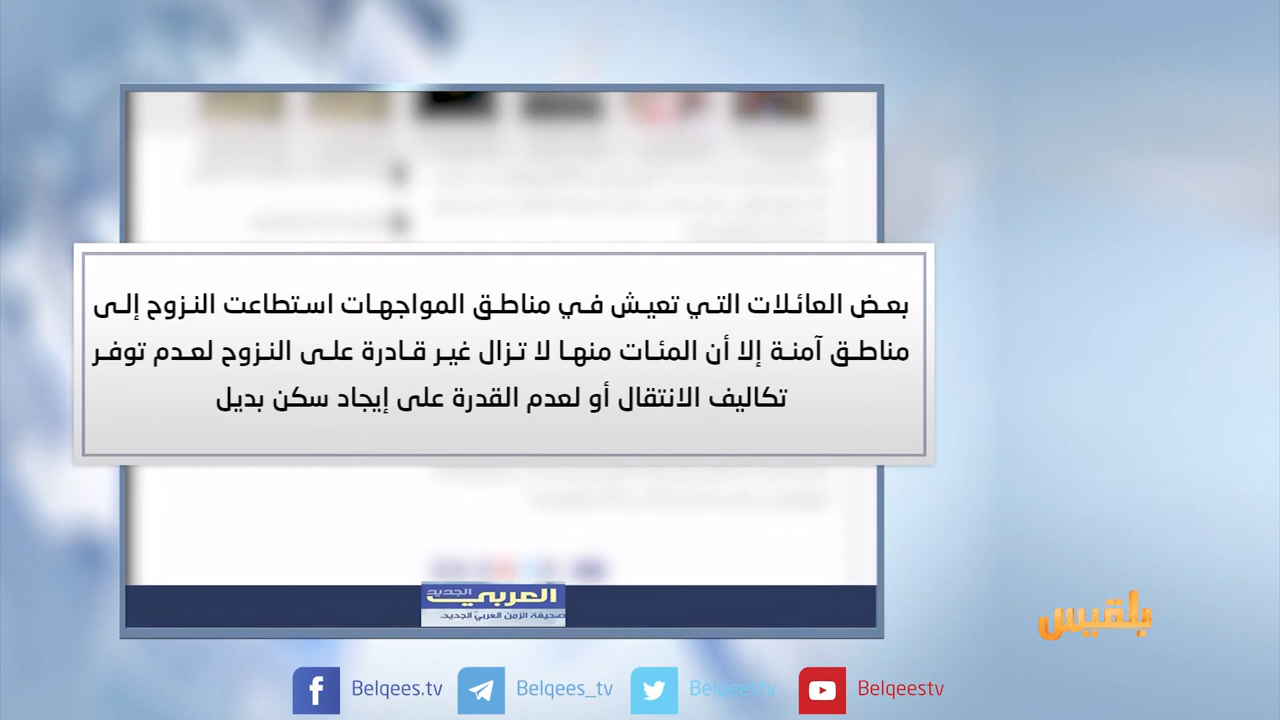 بعض العائلات التي تعيش في مناطق المواجهات استطاعت النزوح إلى
مناطق آمنة إلا أن المئات منها لا تزال غير قادرة على النزوح لعدم توفر
تكاليف الانتقال أو لعدم القدرة على إيجاد سكن بديل
العربي الجديد
صحيفة الزمن العربي الجديد.
بلقيس
Belqees.tv
Belqees_tv
Belqeestv
Belqeestv